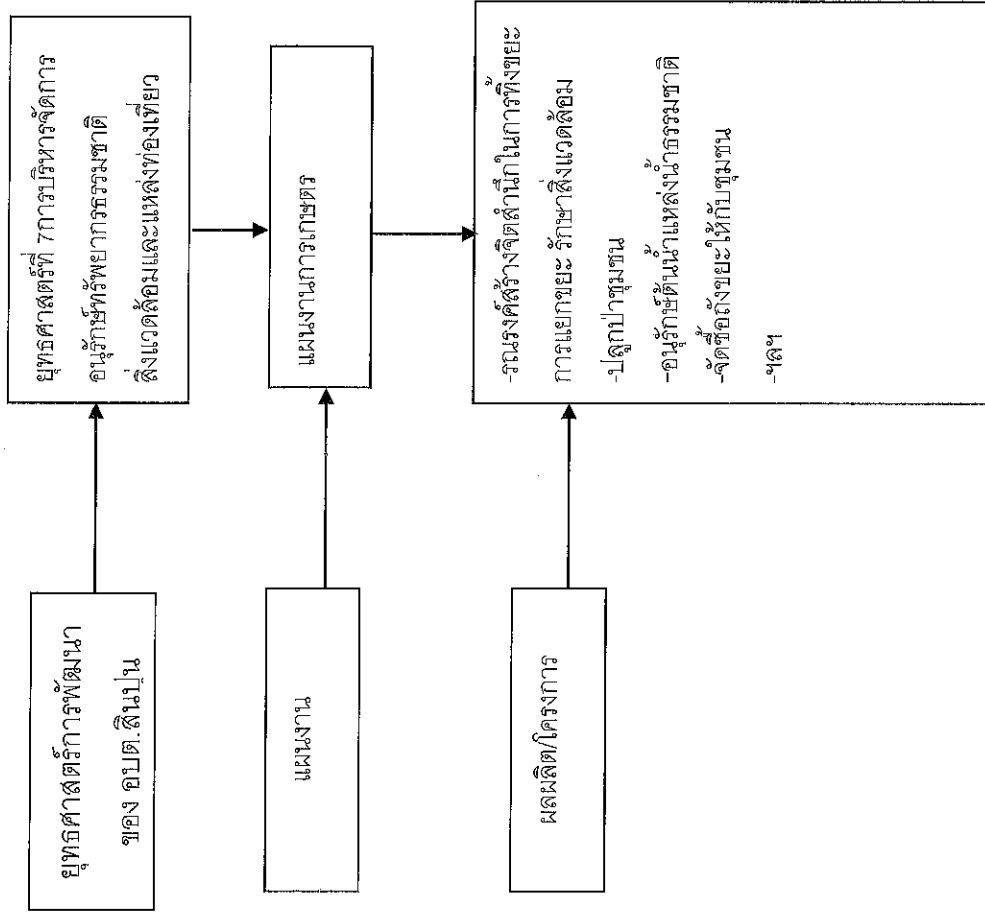 ยุทธศาสตร์การพัฒนา
ของ อบต.สินปุน
ยุทธศาสตร์ที่ 7การบริหารจัดการ
อนุรักษ์ทรัพยากรธรรมชาติ
สิ่งแวดล้อมและแหล่งท่องเที่ยว
แผนงาน
แผนงานการเกษตร
ผลผลิต/โครงการ
-รณรงค์สร้างจิตสำนึกในการทิ้งขยะ
การแยกขยะ รักษาสิ่งแวดล้อม
-ปลูกป่าชุมชน
-อนุรักษ์ต้นน้ำแหล่งน้ำธรรมชาติ
-จัดซื้อถังขยะให้กับชุมชน
-ฯลฯ